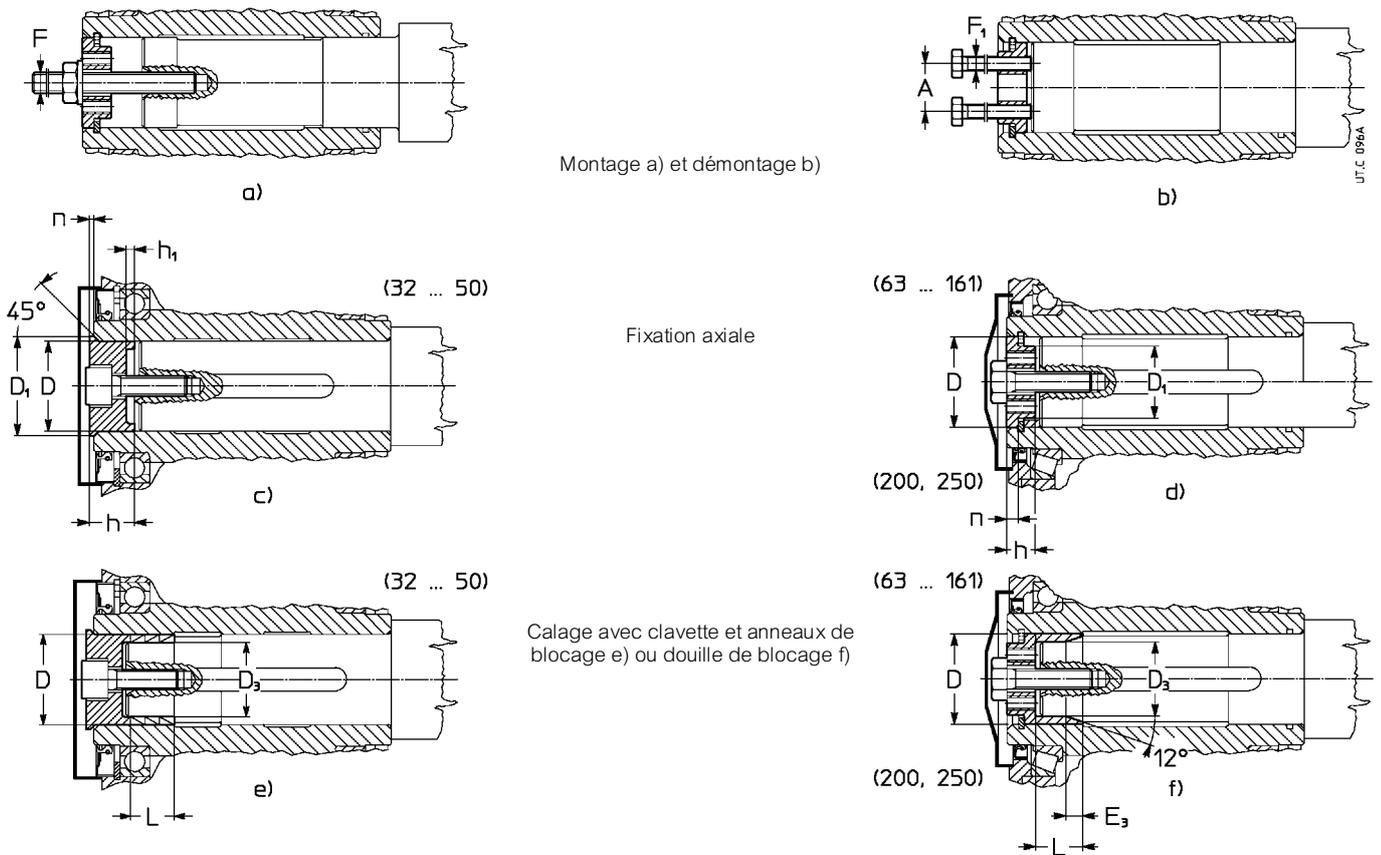 F
F₁
A
a)
Montage a) et démontage b)
b)
UT.C 096A
n
h₁
45°
(32 ... 50)
D₁
D
h
c)
Fixation axiale
(63 ... 161)
D
D₁
(200, 250)
n
h
d)
(32 ... 50)
D
D₃
L
e)
Calage avec clavette et anneaux de
blocage e) ou douille de blocage f)
(63 ... 161)
D
D₃
12°
(200, 250)
f)
E₃
L